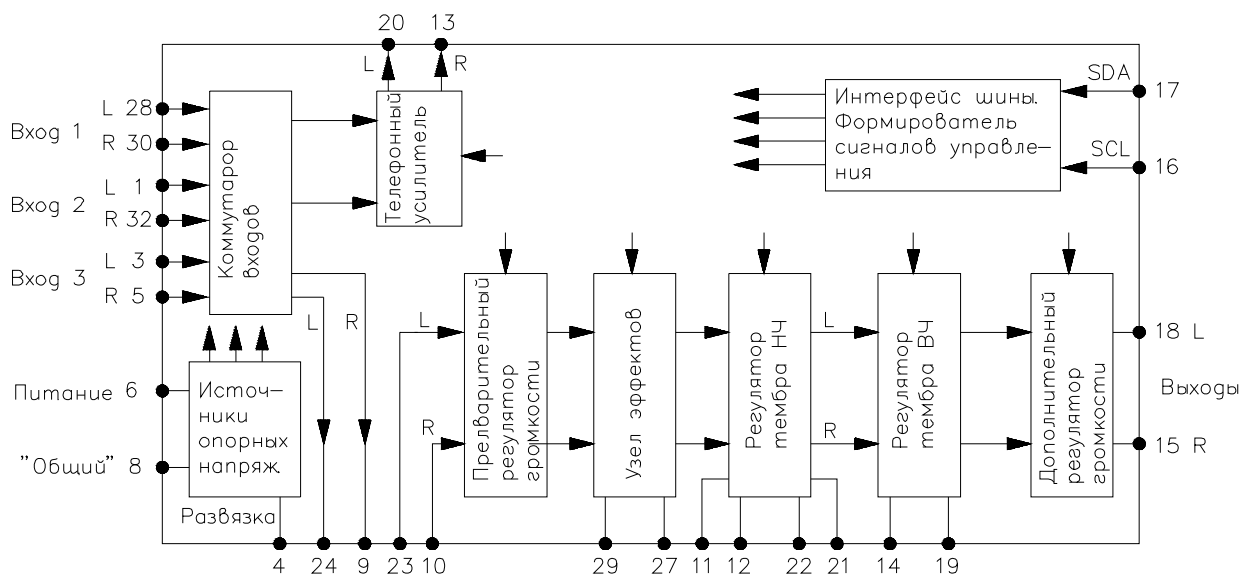 20 13
L R
L 28
Вход 1
R 30
L 1
Вход 2
R 32
L 3
Вход 3
R 5
Коммутарор
входов
Телефонный
усилитель
Интерфейс шины.
Формирователь
сигналов управле-
ния
SDA
17
SCL
16
L R
Питание 6
"Общий" 8
Источ-
ники
опорных
напряж.
Развязка
L
R
Прелварительный
регулятор
громкости
Узел эффектов
Регулятор
тембра НЧ
L
R
Регулятор
тембра ВЧ
Дополнительный
регулятор
громкости
18 L
Выходы
15 R
4 24 9 23 10 29 27 11 12 22 21 14 19